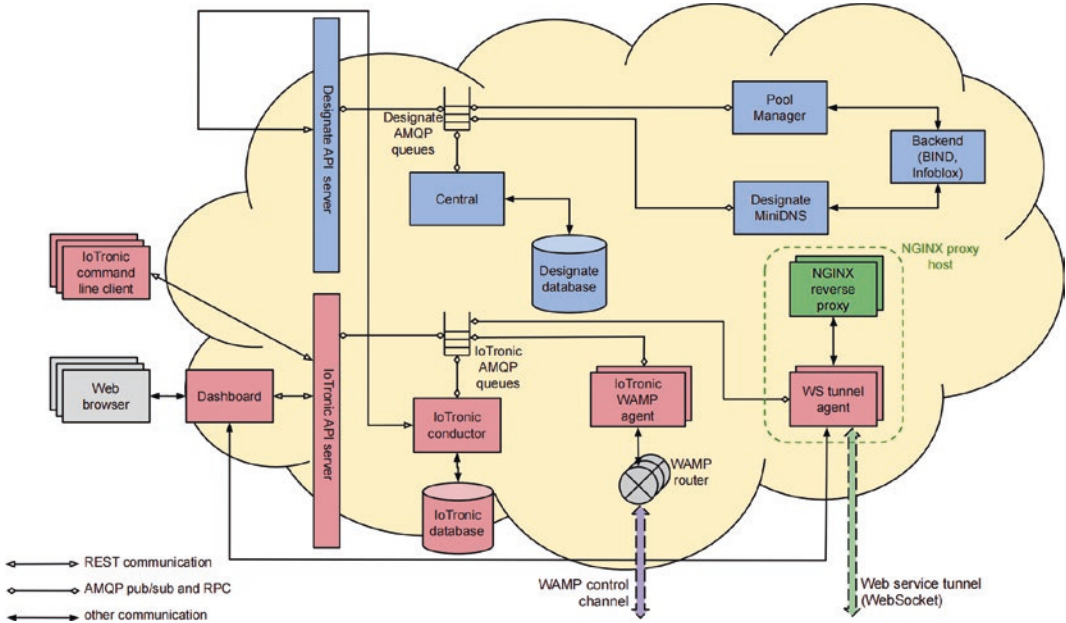 Designate API server
Designate
AMQP
queues
Pool
Manager
Backend
(BIND,
Infoblox)
Central
Designate
MiniDNS
Designate
database
NGINX proxy
host
NGINX
reverse
proxy
IoTronic
command
line client
IoTronic API server
IoTronic
AMQP
queues
Web
browser
Dashboard
IoTronic
conductor
IoTronic
WAMP
agent
WS tunnel
agent
WAMP
router
IoTronic
database
REST communication
AMQP pub/sub and RPC
other communication
WAMP control
channel
Web service tunnel
(WebSocket)